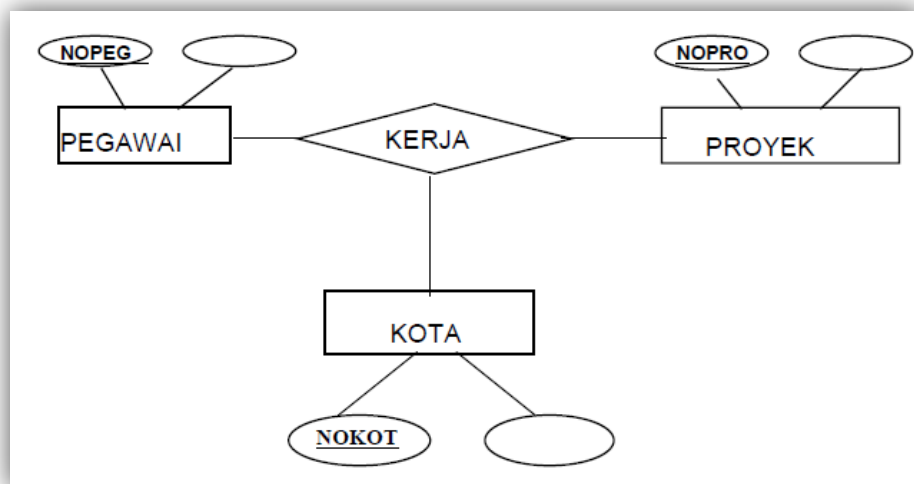 NOPEG
NOPRO
PEGAWAI
KERJA
PROYEK
KOTA
NOKOT